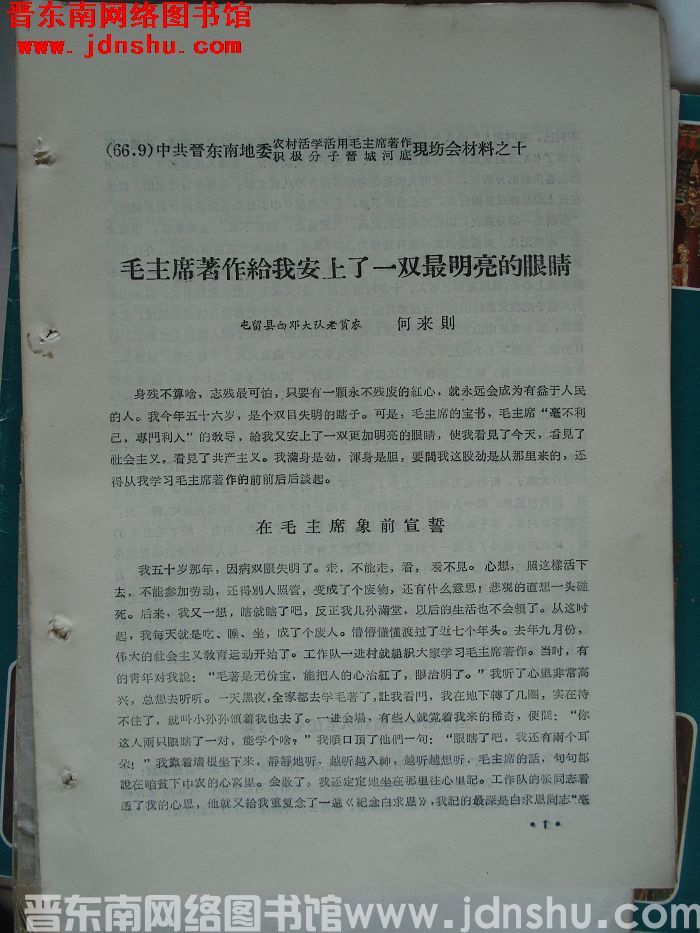 晋东南网络图书馆
www.jdnshu.com
(66.9)中共晋东南地委农村活学活用毛主席著作积极分子晋城河底现场会材料之十
毛主席著作給我安上了一双最明亮的眼睛
屯留县西邓大队老貧农 何来則
身残不算啥,志残最可怕,只要有一顆永不残废的紅心,就永远会成为有益于人民
的人。我今年五十六岁,是个双目失明的瞎子。可是,毛主席的宝书,毛主席“毫不利
己,專門利人”的教导,給我又安上了一双更加明亮的眼睛,使我看見了今天,看見了
社会主义,看見了共产主义。我满身是劲,渾身是胆,要問我这股劲是从那里来的,还
得从我学习毛主席著作的前前后后談起。
在毛主席象前宣誓
我五十岁那年,因病双眼失明了。走,不能走,看,看不見。心想,照这样活下
去,不能参加劳动,还得別人照管,变成了个废物,还有什么意思!悲观的直想一头碰
死。后来,我又一想,瞎就瞎了吧,反正我儿孙满堂,以后的生活也不会頓了。从这时
起,我每天就是吃、睡、坐,成了个废人。懵懵懂懂渡过了近七个年头。去年九月份,
伟大的社会主义教育运动开始了。工作队一进村就組织大家学习毛主席著作。当时,有
的青年对我說:“毛著是无价宝,能把人的心治紅了,眼治明了。”我听了心里非常高
兴,总想去听听。一天黑夜,全家都去学毛著了,让我看門,我在地下轉了几圈,实在待
不住了,就叫小孙孙領着我也去了。一进会場,有些人就觉着我来的稀奇,便問:“你
这人两只眼瞎了一对,能学个啥?”我順口頂了他們一句:“眼瞎了吧,我还有兩个耳
朵!”我靠着墙根坐下来,靜靜地听,越听越入神,越听越想听,毛主席的話,句句都
說在咱貧下中农的心窩里。会散了,我还定定地坐在那里往心里記。工作队的张同志看
透了我的心思,他就又給我重复念了一遍《紀念白求恩》,我記的最深是白求恩同志“毫
·1·
晋东南网络图书馆www.jdnshu.com